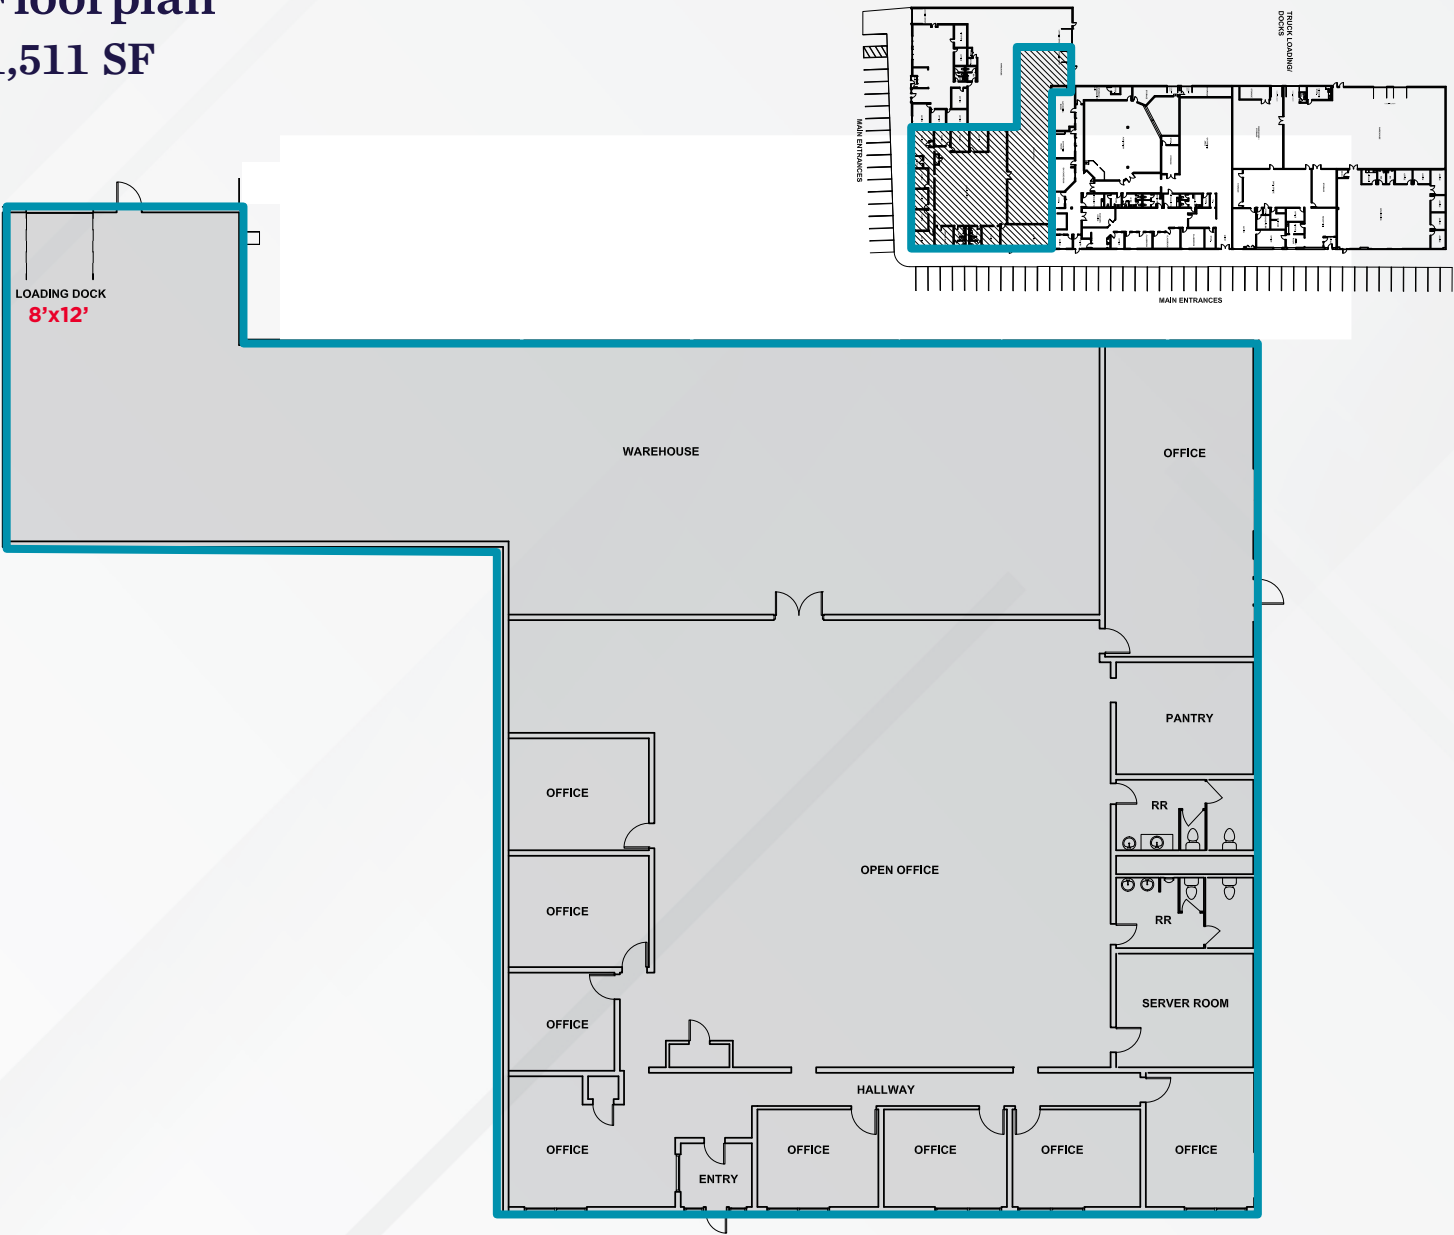 Floorplan
,511 SF
TRUCK LOADING/
DOCKS
MAIN ENTRANCES
MAIN ENTRANCES
LOADING DOCK
8’x12’
WAREHOUSE
OFFICE
PANTRY
OFFICE
RR
OPEN OFFICE
OFFICE
RR
SERVER ROOM
OFFICE
HALLWAY
OFFICE
ENTRY
OFFICE
OFFICE
OFFICE
OFFICE